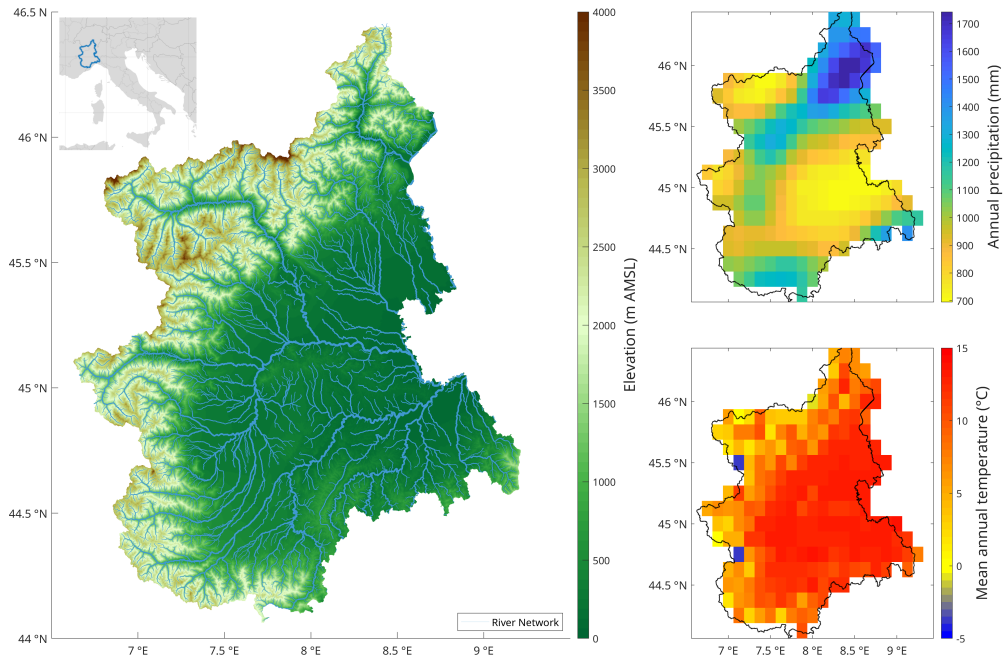 46.5 N
46 N
45.5 N
45 N
44.5 N
44 N
7 °E
7.5 °E
8 °E
8.5 °E
9 °E
River Network
4000
3500
3000
2500
2000
1500
1000
500
0
Elevation (m AMSL)
46 °N
45.5 °N
45 °N
44.5 °N
1700
1600
1500
1400
1300
1200
1100
1000
900
800
700
Annual precipitation (mm)
46 °N
45.5 °N
45 °N
44.5 °N
7 °E
7.5 °E
8 °E
8.5 °E
9 °E
15
10
5
0
-5
Mean annual temperature (°C)